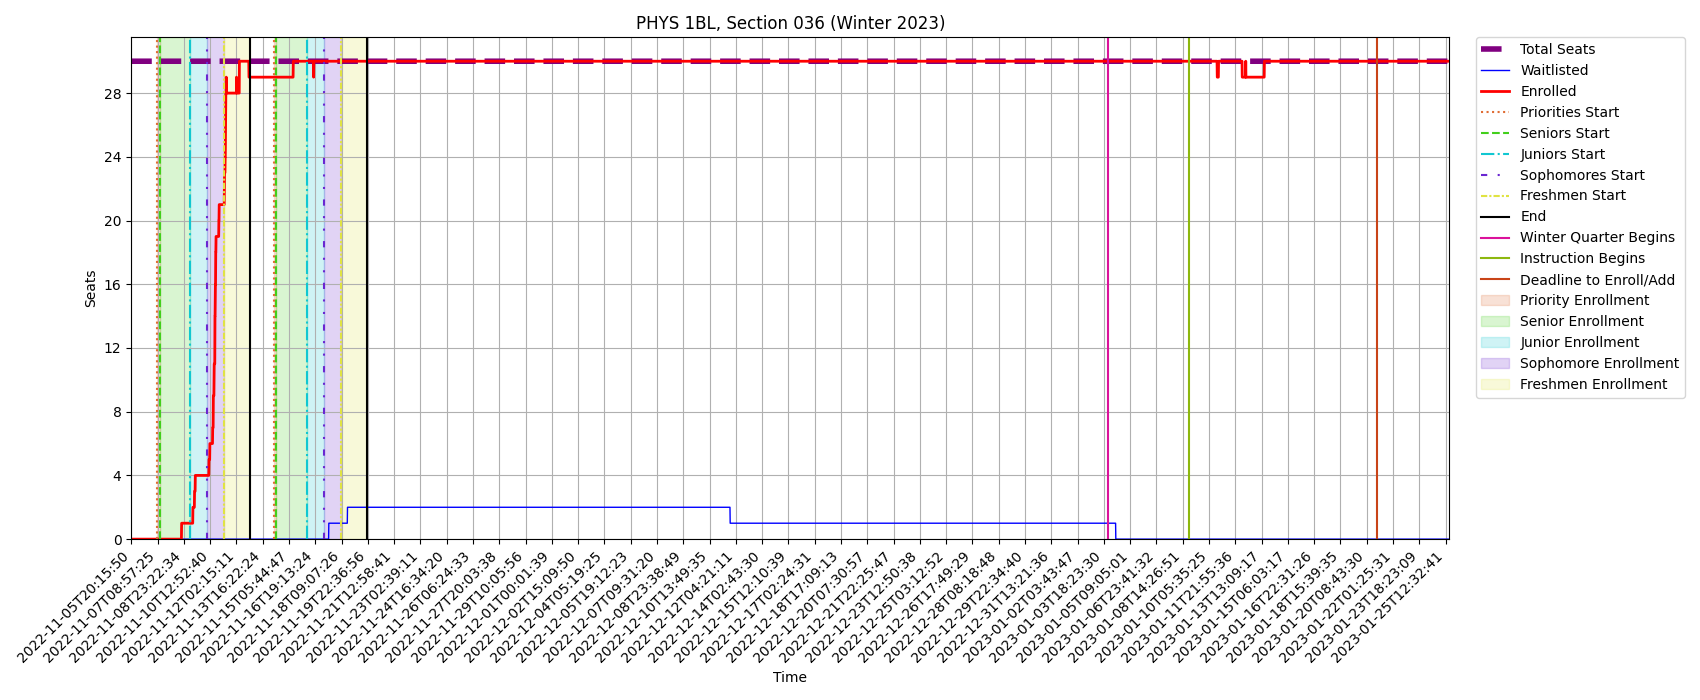 PHYS 1BL, Section 036 (Winter 2023)
Seats
28
24
20
16
12
8
4
0
2022-11-05T20:15:50
2022-11-07T08:57:25
2022-11-08T23:22:34
2022-11-10T12:52:40
2022-11-12T02:15:11
2022-11-13T16:22:24
2022-11-15T05:44:47
2022-11-16T19:13:24
2022-11-18T09:07:26
2022-11-19T22:36:56
2022-11-21T12:58:41
2022-11-23T02:39:11
2022-11-24T16:34:20
2022-11-26T06:24:33
2022-11-27T20:03:38
2022-11-29T10:05:56
2022-12-01T00:01:39
2022-12-02T15:09:50
2022-12-04T05:19:25
2022-12-05T19:12:23
2022-12-07T09:31:20
2022-12-08T23:38:49
2022-12-10T13:49:35
2022-12-12T04:21:11
2022-12-14T02:43:30
2022-12-15T12:10:39
2022-12-17T02:24:31
2022-12-18T17:09:13
2022-12-20T07:30:57
2022-12-21T22:25:47
2022-12-23T12:50:38
2022-12-25T03:12:52
2022-12-26T17:49:29
2022-12-28T08:18:48
2022-12-29T22:34:40
2022-12-31T13:21:36
2023-01-02T03:43:47
2023-01-03T18:23:30
2023-01-05T09:05:01
2023-01-06T23:41:32
2023-01-08T14:26:51
2023-01-10T05:35:25
2023-01-11T21:55:36
2023-01-13T13:09:17
2023-01-15T06:03:17
2023-01-16T22:31:26
2023-01-18T15:39:35
2023-01-20T08:43:30
2023-01-22T01:25:31
2023-01-23T18:23:09
2023-01-25T12:32:41
Time
Total Seats
Waitlisted
Enrolled
Priorities Start
Seniors Start
Juniors Start
Sophomores Start
Freshmen Start
End
Winter Quarter Begins
Instruction Begins
Deadline to Enroll/Add
Priority Enrollment
Senior Enrollment
Junior Enrollment
Sophomore Enrollment
Freshmen Enrollment